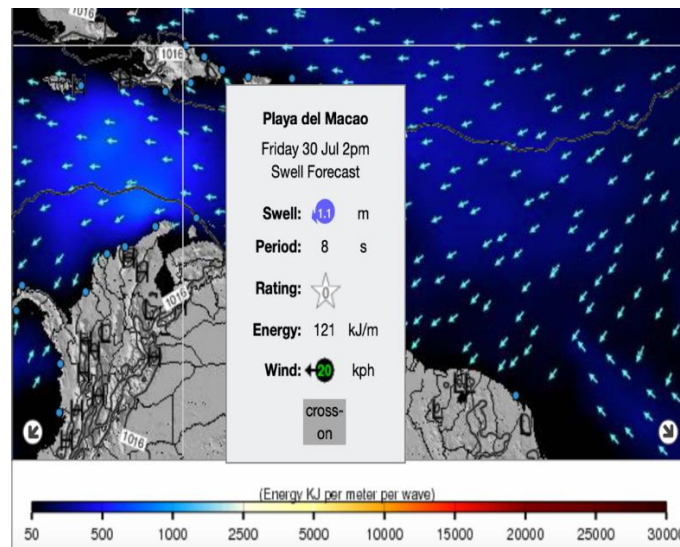 1016
1016
Playa del Macao
Friday 30 Jul 2pm
Swell Forecast
Swell: 1.1 m
Period: 8 s
Rating: 0
Energy: 121 kJ/m
Wind: 20 kph
cross-
on
1016
1016
H
H
L
H
H
L
H
H
H
H
L
L
L
(Energy KJ per meter per wave)
50 500 1000 2500 5000 10000 15000 20000 25000 30000